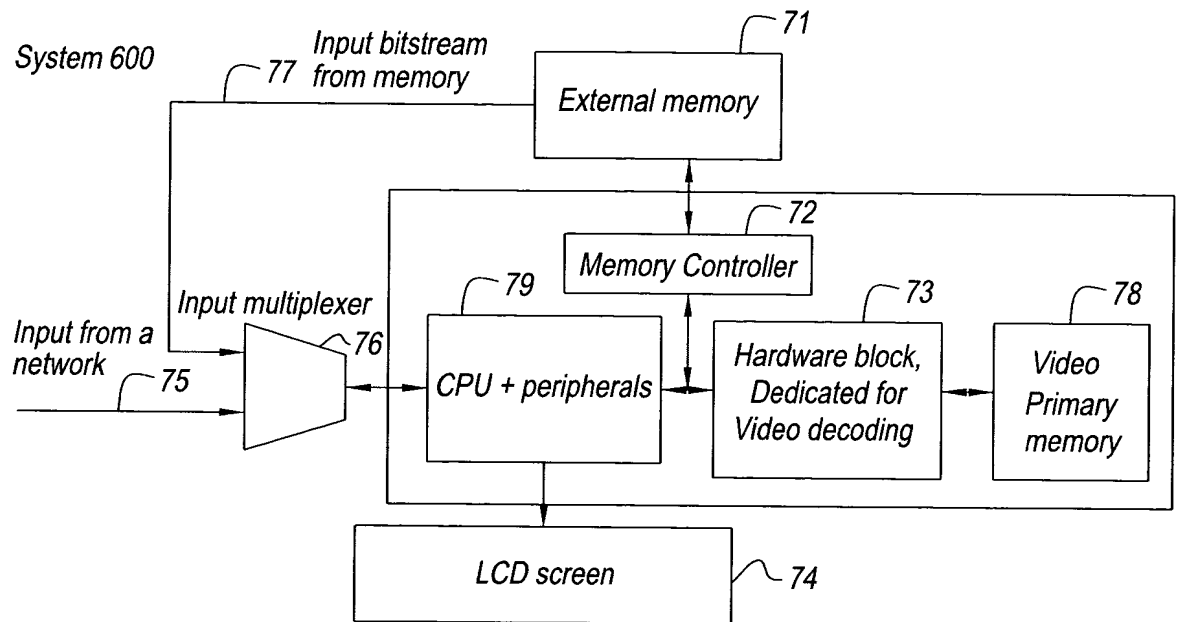 System 600
77
Input bitstream
from memory
71
External memory
72
Memory Controller
79
CPU + peripherals
73
Hardware block,
Dedicated for
Video decoding
78
Video
Primary
memory
Input multiplexer
76
Input from a
network
75
LCD screen
74